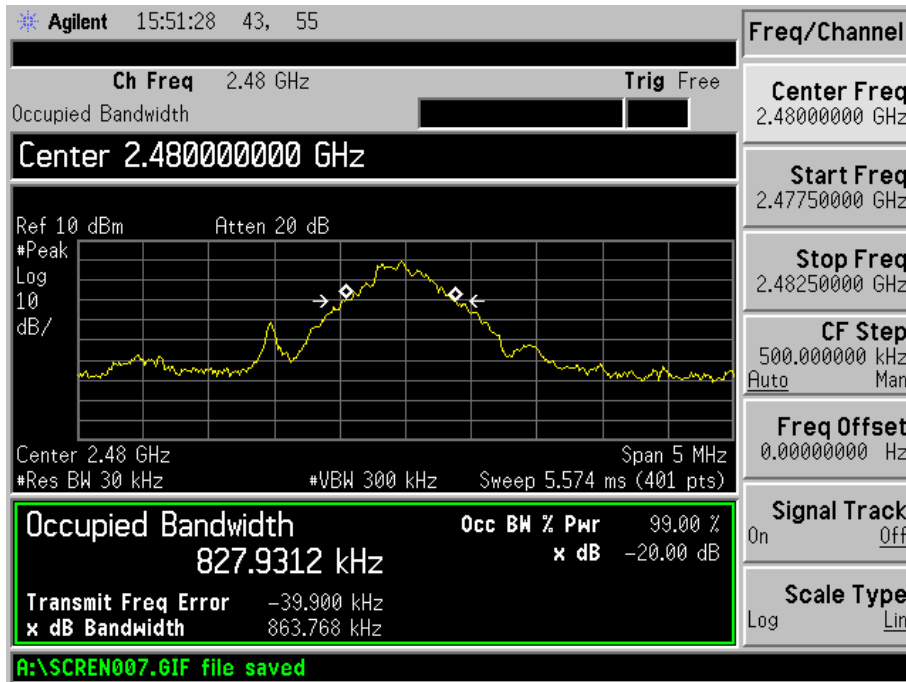 Agilent 15:51:28 43, 55
Ch Freq 2.48 GHz Trig Free
Occupied Bandwidth
Center 2.480000000 GHz
Ref 10 dBm Atten 20 dB
#Peak
Log
10
dB/
Center 2.48 GHz Span 5 MHz
#Res BW 30 kHz #VBW 300 kHz Sweep 5.574 ms (401 pts)
Occupied Bandwidth Occ BW % Pwr 99.00 %
827.9312 kHz x dB -20.00 dB
Transmit Freq Error -39.900 kHz
x dB Bandwidth 863.768 kHz
A:\SCREN007.GIF file saved
Freq/Channel
Center Freq
2.48000000 GHz
Start Freq
2.47750000 GHz
Stop Freq
2.48250000 GHz
CF Step
500.000000 kHz
Auto Man
Freq Offset
0.00000000 Hz
Signal Track
On Off
Scale Type
Log Lin